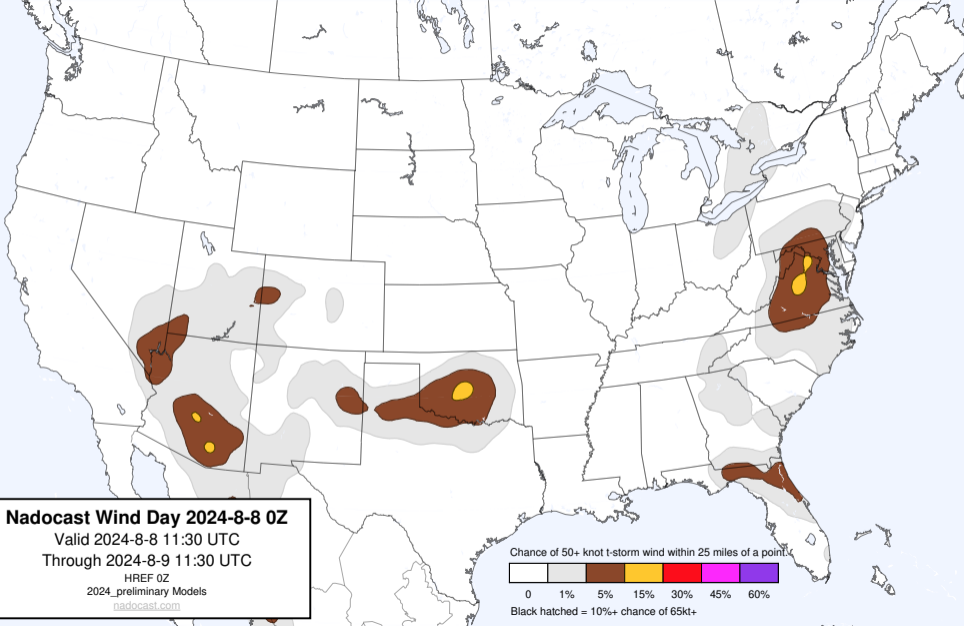 Nadocast Wind Day 2024-8-8 0Z
Valid 2024-8-8 11:30 UTC
Through 2024-8-9 11:30 UTC
HREF 0Z
2024_preliminary Models
nadocast.com
Chance of 50+ knot t-storm wind within 25 miles of a point.
0 1% 5% 15% 30% 45% 60%
Black hatched = 10%+ chance of 65kt+